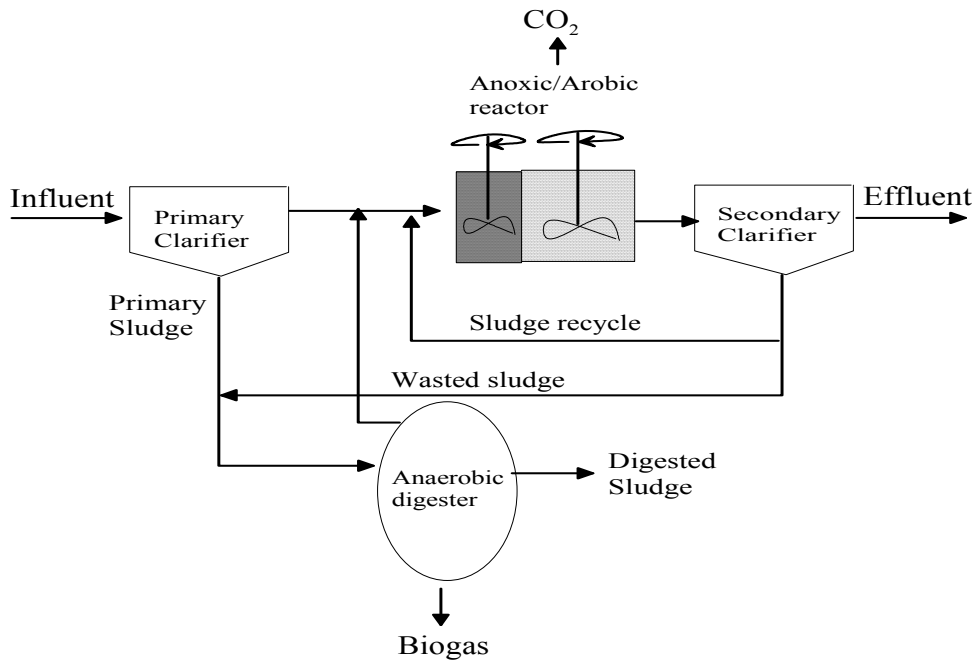 CO₂
Anoxic/Arobic
reactor
Influent
Primary
Clarifier
Secondary
Clarifier
Effluent
Primary
Sludge
Sludge recycle
Wasted sludge
Anaerobic
digester
Digested
Sludge
Biogas